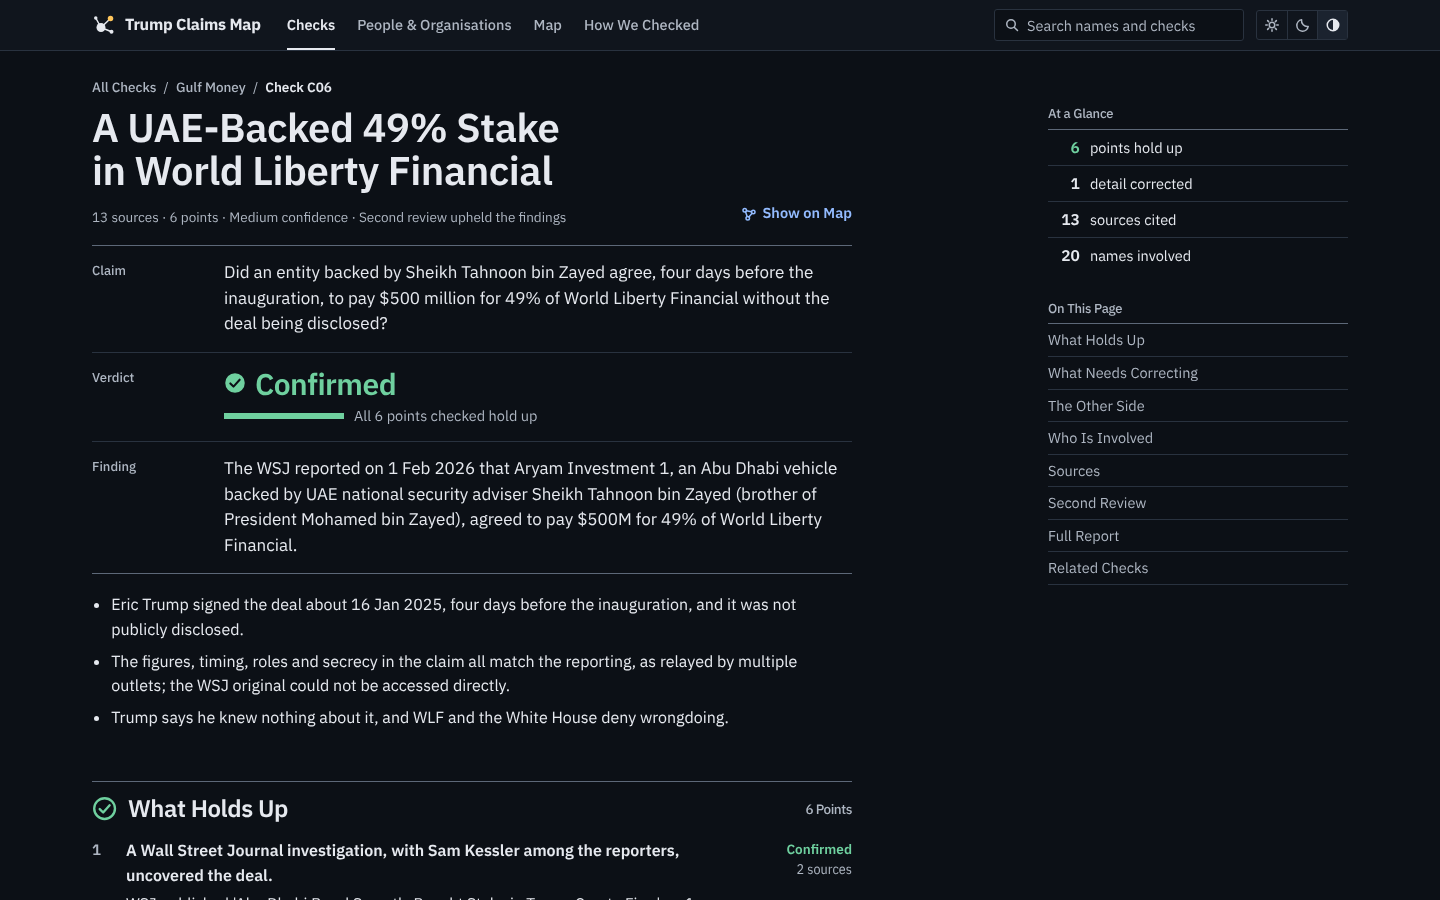 Trump Claims Map
Checks
People & Organisations
Map
How We Checked
Search names and checks
All Checks / Gulf Money / Check C06
A UAE-Backed 49% Stake
in World Liberty Financial
13 sources · 6 points · Medium confidence · Second review upheld the findings
Show on Map
Claim
Did an entity backed by Sheikh Tahnoon bin Zayed agree, four days before the
inauguration, to pay $500 million for 49% of World Liberty Financial without the
deal being disclosed?
Verdict
Confirmed
All 6 points checked hold up
Finding
The WSJ reported on 1 Feb 2026 that Aryam Investment 1, an Abu Dhabi vehicle
backed by UAE national security adviser Sheikh Tahnoon bin Zayed (brother of
President Mohamed bin Zayed), agreed to pay $500M for 49% of World Liberty
Financial.
• Eric Trump signed the deal about 16 Jan 2025, four days before the inauguration, and it was not
publicly disclosed.
• The figures, timing, roles and secrecy in the claim all match the reporting, as relayed by multiple
outlets; the WSJ original could not be accessed directly.
• Trump says he knew nothing about it, and WLF and the White House deny wrongdoing.
What Holds Up
6 Points
1 A Wall Street Journal investigation, with Sam Kessler among the reporters,
uncovered the deal.
Confirmed
2 sources
At a Glance
6 points hold up
1 detail corrected
13 sources cited
20 names involved
On This Page
What Holds Up
What Needs Correcting
The Other Side
Who Is Involved
Sources
Second Review
Full Report
Related Checks